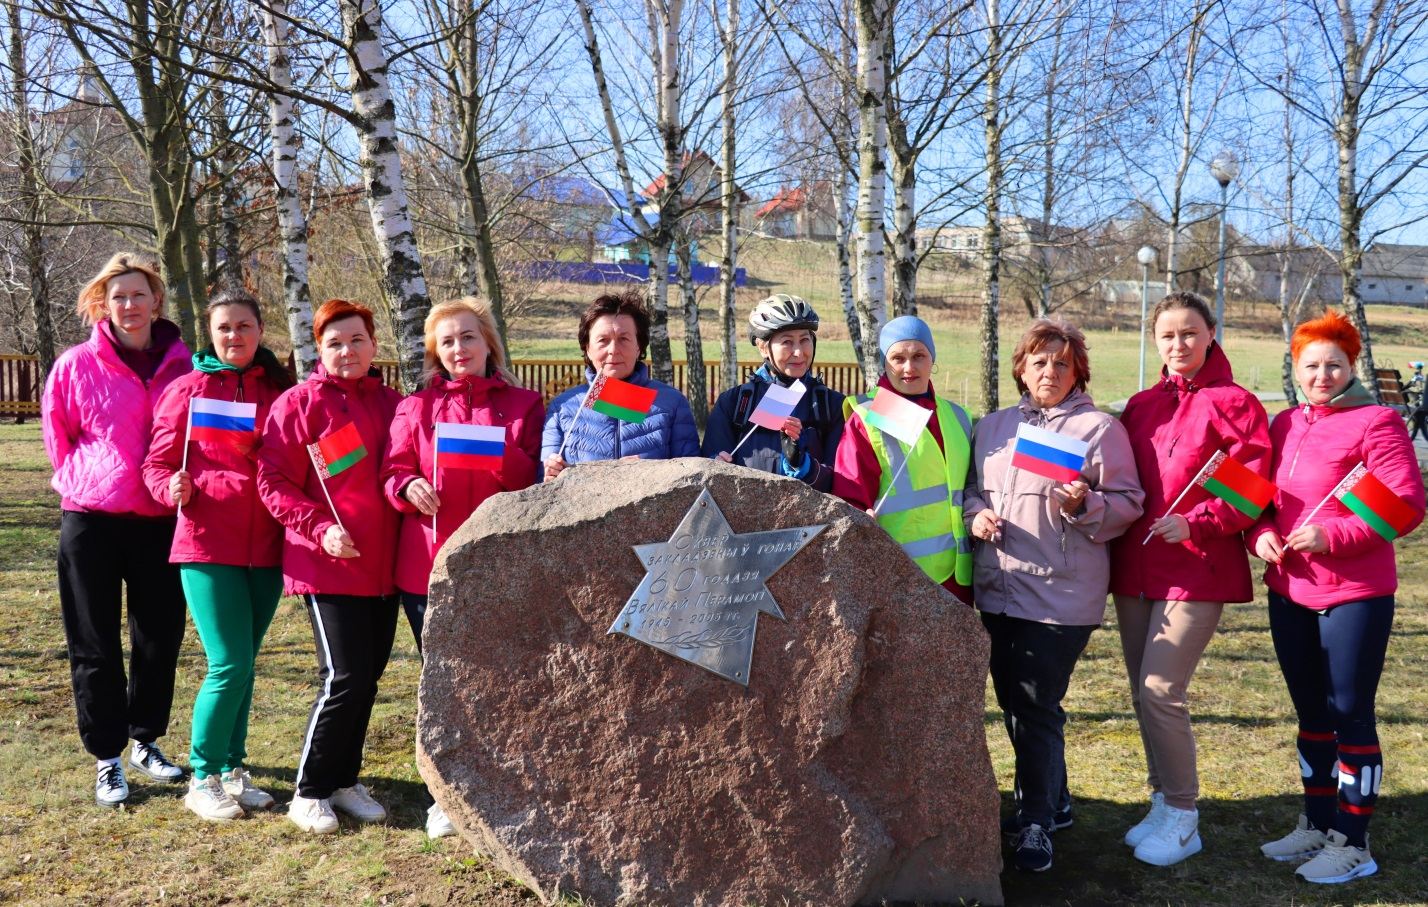 Сквер
закладзены ў гонар
60 годдзя
Вялікай Перамогі
1945 - 2005 гг.